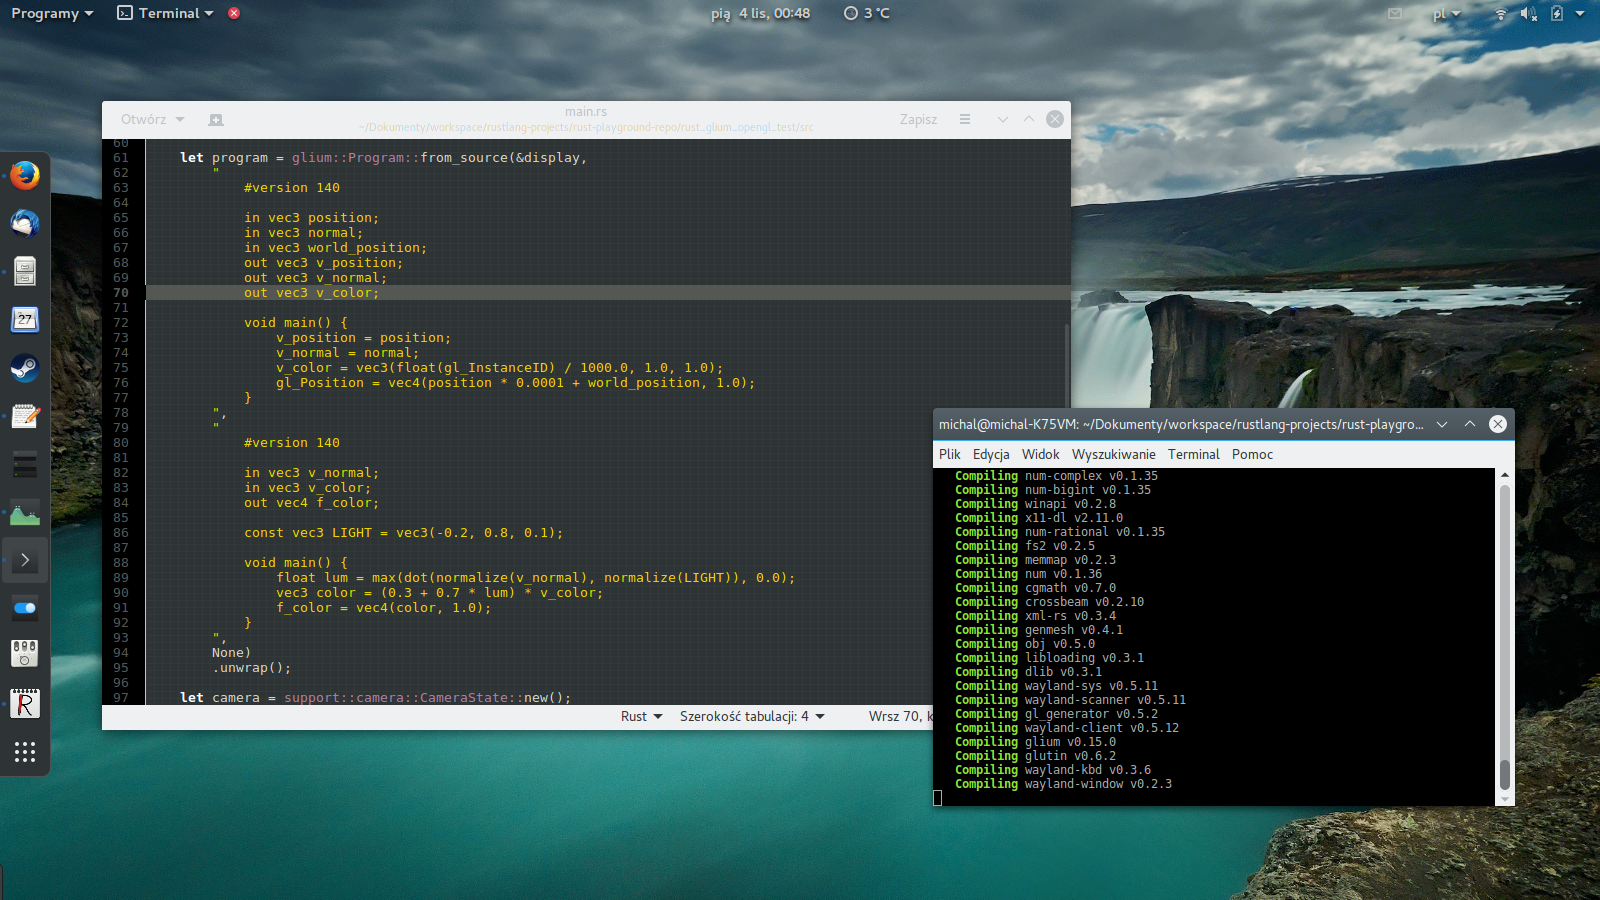 Programy
Terminal
pią 4 lis, 00:48
3 °C
pl
Otwórz
main.rs
~/Dokumenty/workspace/rustlang-projects/rust-playground-repo/rust_glium_opengl_test/src
Zapisz
60
61 let program = glium::Program::from_source(&display,
62 "
63 #version 140
64
65 in vec3 position;
66 in vec3 normal;
67 in vec3 world_position;
68 out vec3 v_position;
69 out vec3 v_normal;
70 out vec3 v_color;
71
72 void main() {
73 v_position = position;
74 v_normal = normal;
75 v_color = vec3(float(gl_InstanceID) / 1000.0, 1.0, 1.0);
76 gl_Position = vec4(position * 0.0001 + world_position, 1.0);
77 }
78 ",
79 "
80 #version 140
81
82 in vec3 v_normal;
83 in vec3 v_color;
84 out vec4 f_color;
85
86 const vec3 LIGHT = vec3(-0.2, 0.8, 0.1);
87
88 void main() {
89 float lum = max(dot(normalize(v_normal), normalize(LIGHT)), 0.0);
90 vec3 color = (0.3 + 0.7 * lum) * v_color;
91 f_color = vec4(color, 1.0);
92 }
93 ",
94 None)
95 .unwrap();
96
97 let camera = support::camera::CameraState::new();
Rust
Szerokość tabulacji: 4
Wrsz 70, k
27
R
michal@michal-K75VM: ~/Dokumenty/workspace/rustlang-projects/rust-playgro...
Plik Edycja Widok Wyszukiwanie Terminal Pomoc
Compiling num-complex v0.1.35
Compiling num-bigint v0.1.35
Compiling winapi v0.2.8
Compiling x11-dl v2.11.0
Compiling num-rational v0.1.35
Compiling fs2 v0.2.5
Compiling memmap v0.2.3
Compiling num v0.1.36
Compiling cgmath v0.7.0
Compiling crossbeam v0.2.10
Compiling xml-rs v0.3.4
Compiling genmesh v0.4.1
Compiling obj v0.5.0
Compiling libloading v0.3.1
Compiling dlib v0.3.1
Compiling wayland-sys v0.5.11
Compiling wayland-scanner v0.5.11
Compiling gl_generator v0.5.2
Compiling wayland-client v0.5.12
Compiling glium v0.15.0
Compiling glutin v0.6.2
Compiling wayland-kbd v0.3.6
Compiling wayland-window v0.2.3